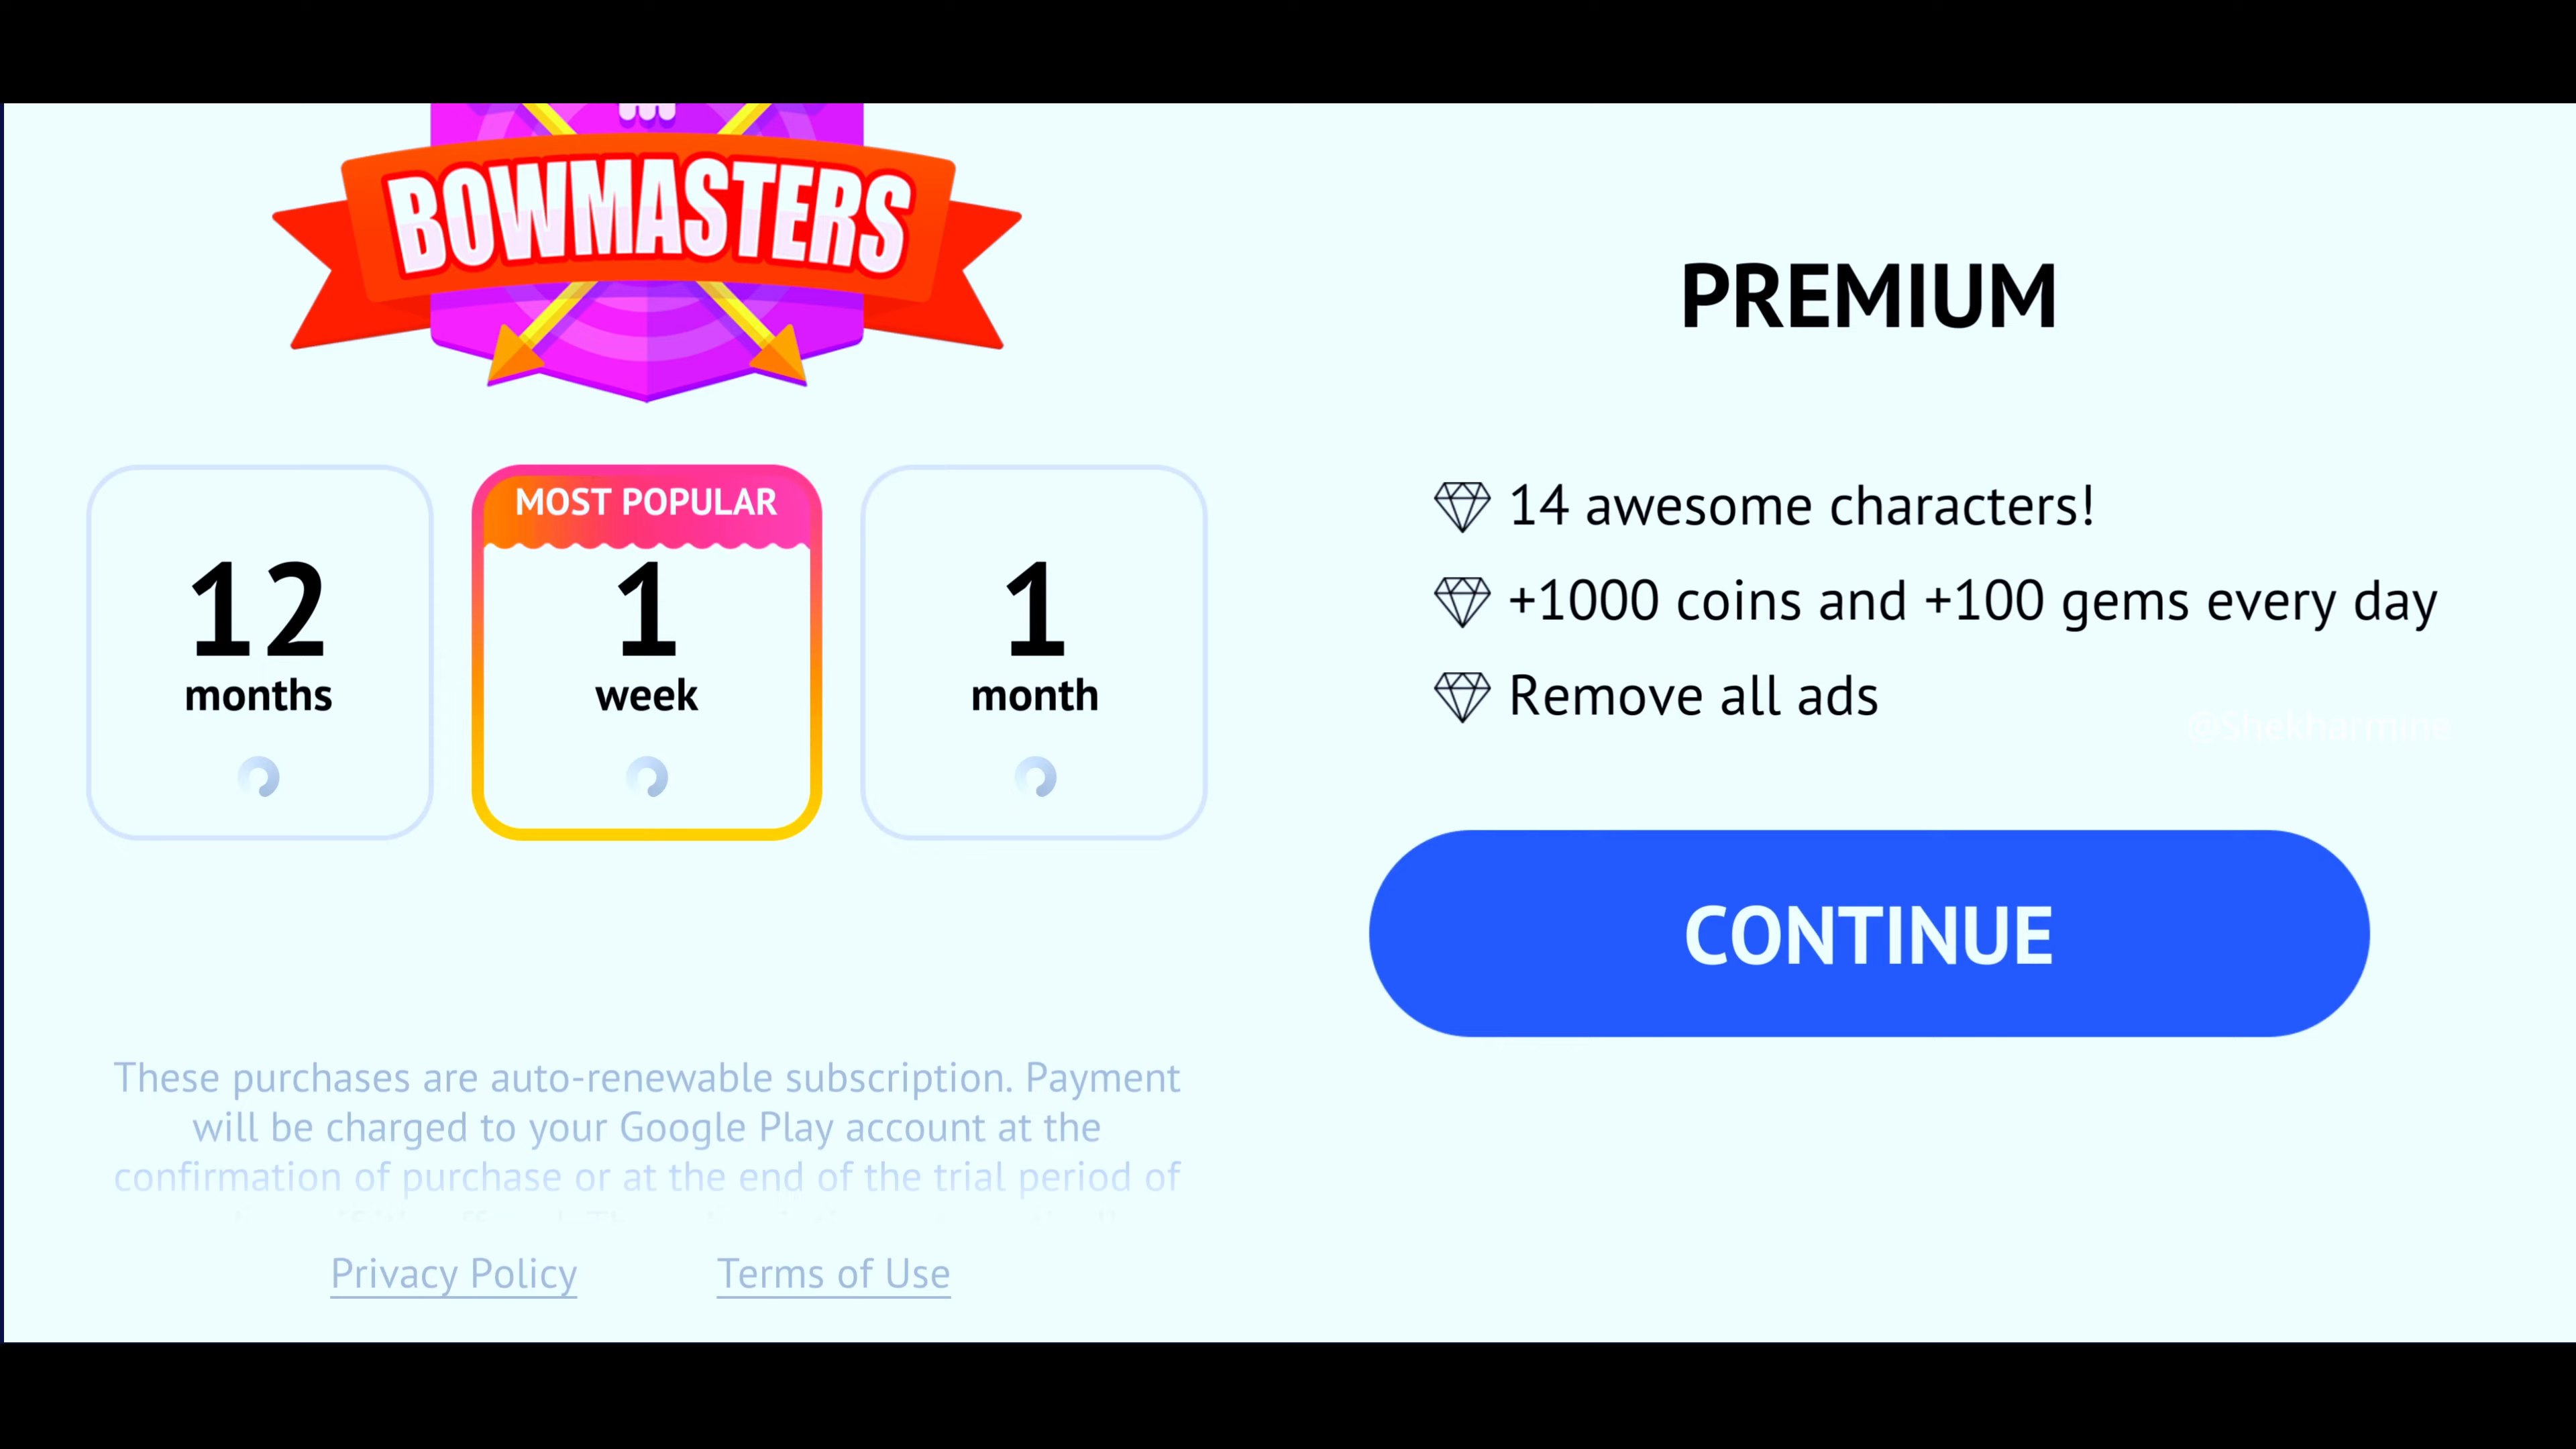 BOWMASTERS
MOST POPULAR
12
months
1
week
1
month
These purchases are auto-renewable subscription. Payment
will be charged to your Google Play account at the
confirmation of purchase or at the end of the trial period of
Privacy Policy
Terms of Use
PREMIUM
14 awesome characters!
+1000 coins and +100 gems every day
Remove all ads
@Shekharmine
CONTINUE